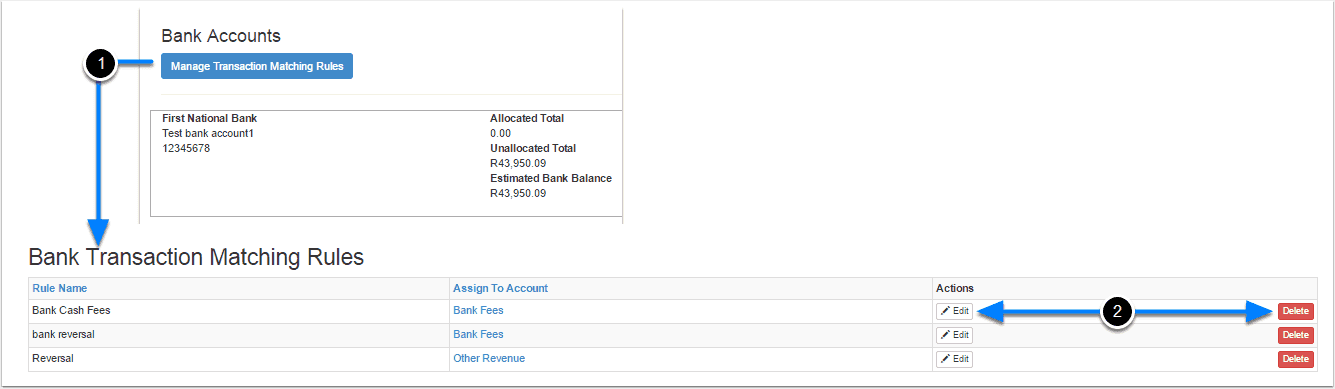 Bank Accounts
1
Manage Transaction Matching Rules
First National Bank
Test bank account1
12345678
Allocated Total
0.00
Unallocated Total
R43,950.09
Estimated Bank Balance
R43,950.09
Bank Transaction Matching Rules
Rule Name Assign To Account Actions
Bank Cash Fees Bank Fees Edit 2 Delete
bank reversal Bank Fees Edit Delete
Reversal Other Revenue Edit Delete